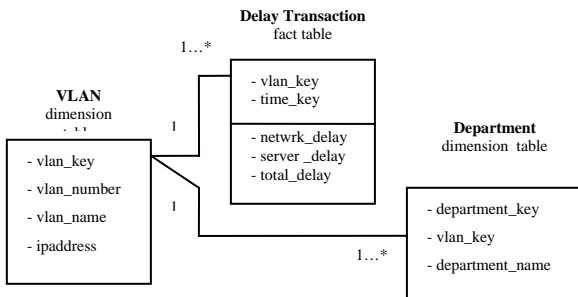 Delay Transaction
fact table
1…*
- vlan_key
- time_key
- netwrk_delay
- server _delay
- total_delay
VLAN
dimension
1
- vlan_key
- vlan_number
- vlan_name
- ipaddress
1
Department
dimension table
1…*
- department_key
- vlan_key
- department_name